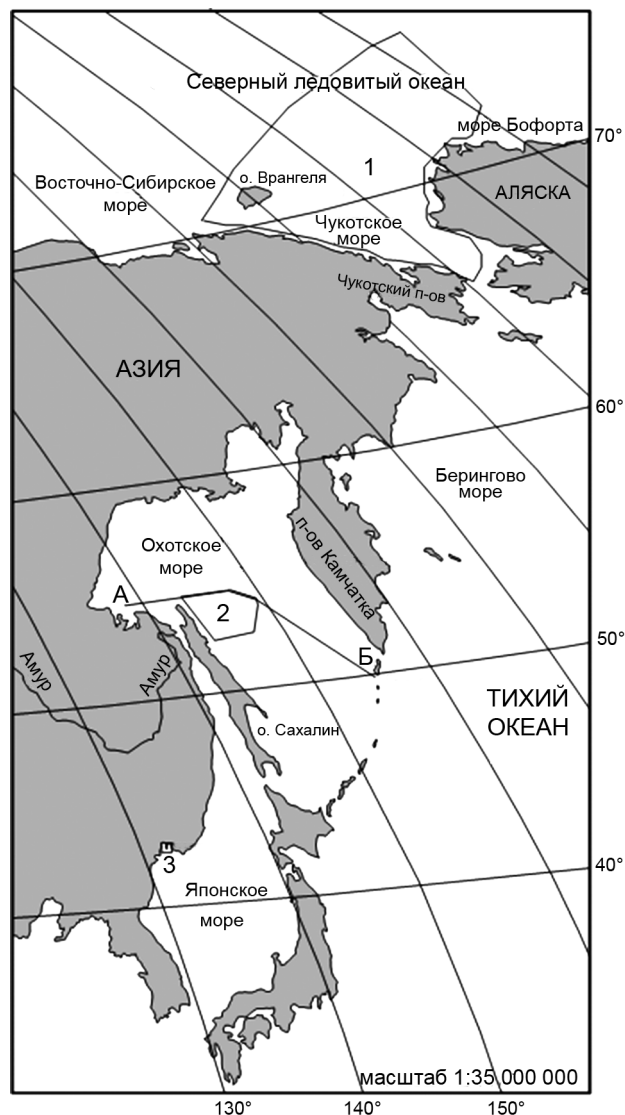 Северный ледовитый океан
море Бофорта
70°
1
о. Врангеля
Восточно-Сибирское
море
АЛЯСКА
Чукотское
море
Чукотский п-ов
АЗИЯ
60°
Берингово
море
Охотское
море
п-ов Камчатка
А
2
Б
50°
Амур
Амур
ТИХИЙ
ОКЕАН
о. Сахалин
3
40°
Японское
море
масштаб 1:35 000 000
130°
140°
150°